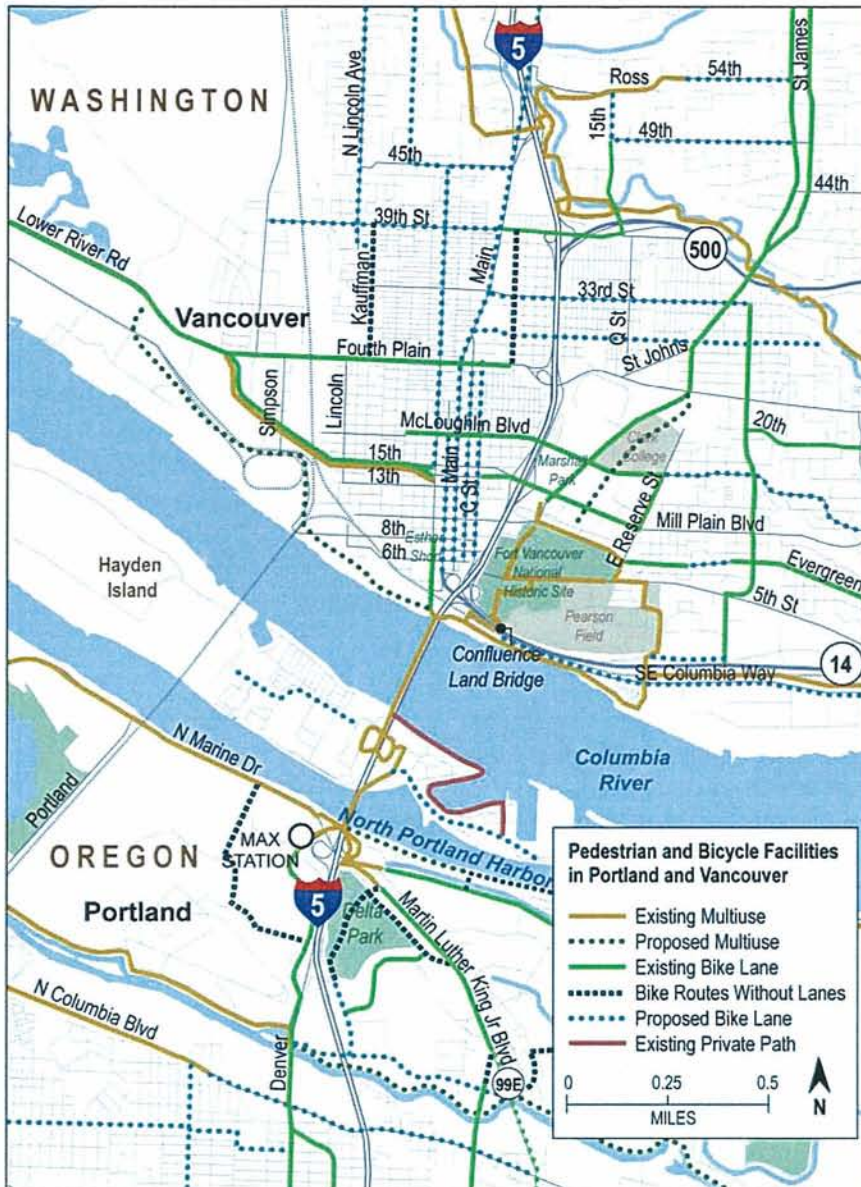 5
Ross
54th
St James
WASHINGTON
N Lincoln Ave
15th
49th
45th
44th
39th St
Lower River Rd
500
Kauffman
Main
33rd St
Vancouver
Q St
Fourth Plain
St Johns
Simpson
Lincoln
McLoughlin Blvd
20th
Clark
College
15th
Main
Marshall
Park
13th
C St
E Reserve St
Mill Plain Blvd
8th
Esther
Short
6th
Fort Vancouver
National
Historic Site
Evergreen
5th St
Hayden
Island
Pearson
Field
Confluence
Land Bridge
14
SE Columbia Way
N Marine Dr
Columbia
River
Portland
MAX
STATION
North Portland Harbor
OREGON
Portland
5
Delta
Park
Martin Luther King Jr Blvd
N Columbia Blvd
Denver
99E
Pedestrian and Bicycle Facilities
in Portland and Vancouver
Existing Multiuse
Proposed Multiuse
Existing Bike Lane
Bike Routes Without Lanes
Proposed Bike Lane
Existing Private Path
0 0.25 0.5
MILES
N